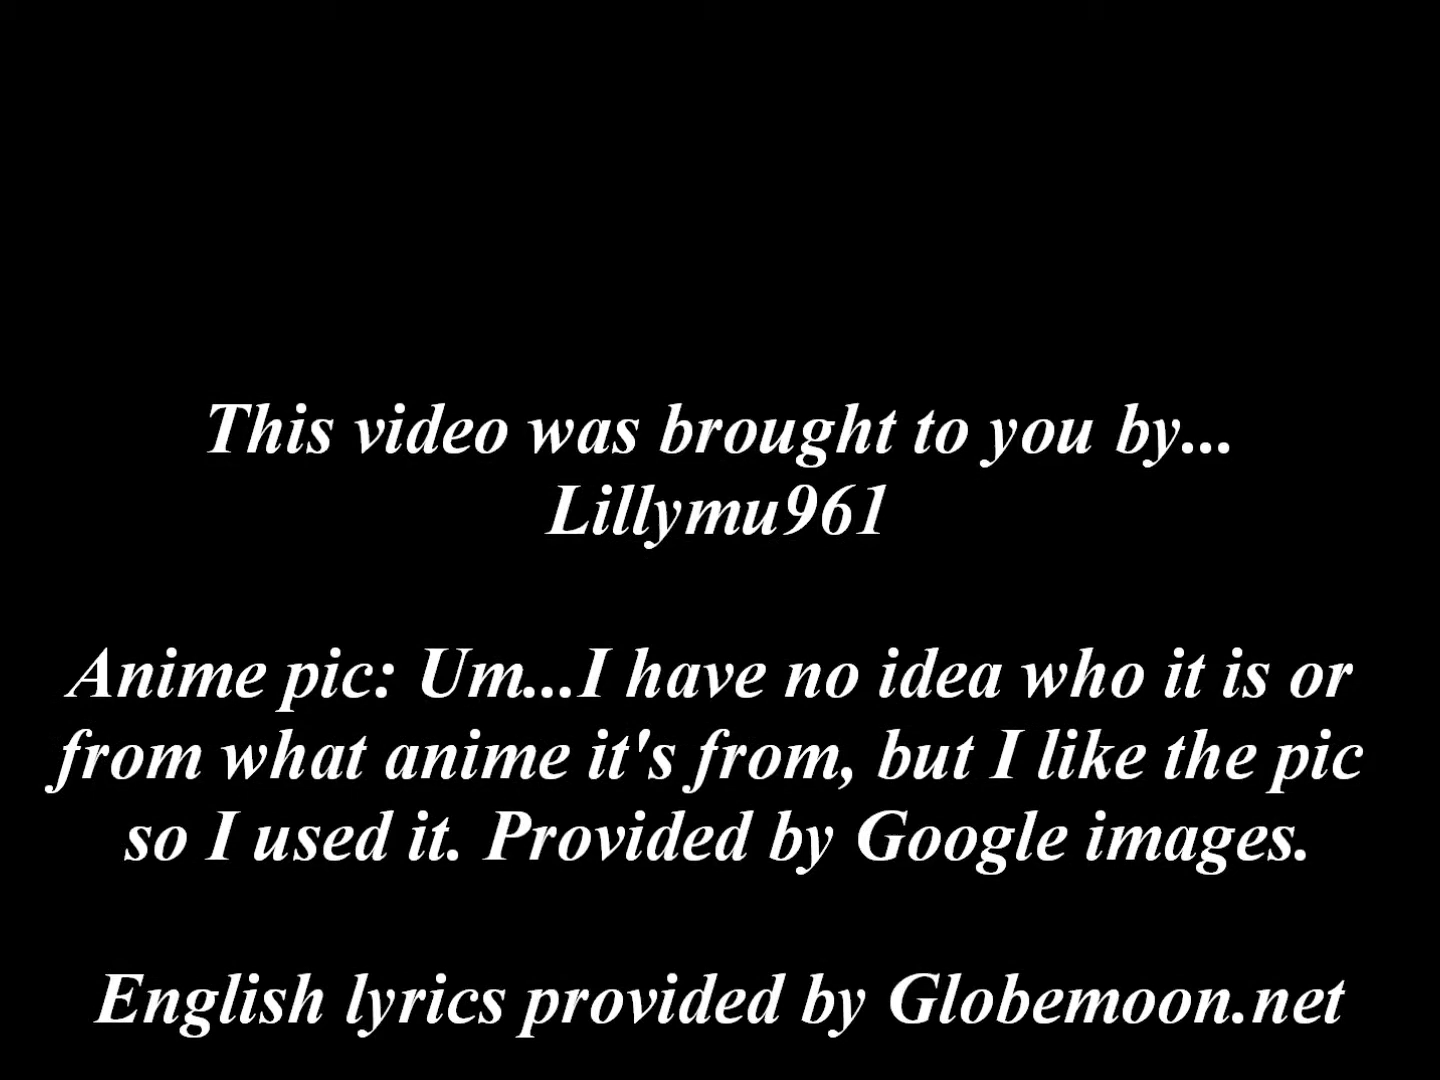 This video was brought to you by...
Lillymu961
Anime pic: Um...I have no idea who it is or
from what anime it's from, but I like the pic
so I used it. Provided by Google images.
English lyrics provided by Globemoon.net